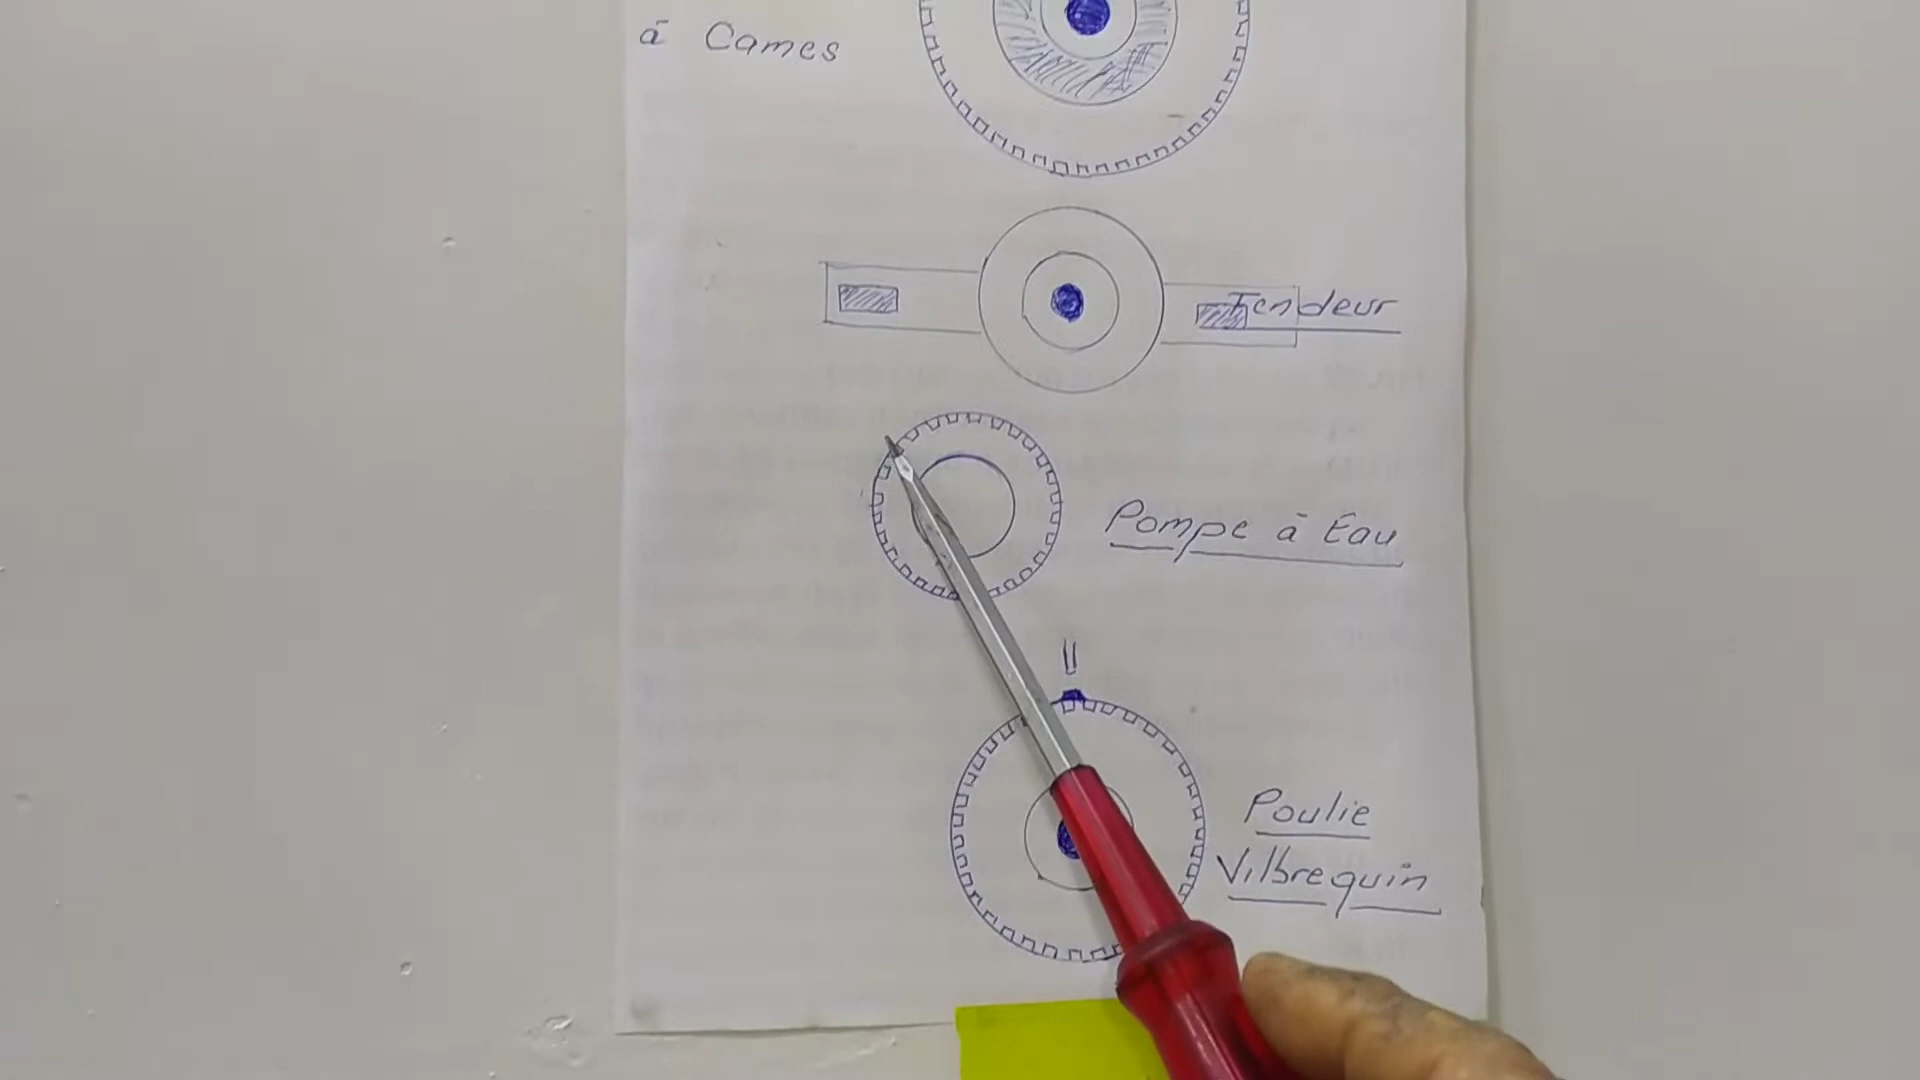 à Cames
Tendeur
Pompe à Eau
Poulie
Vilbrequin